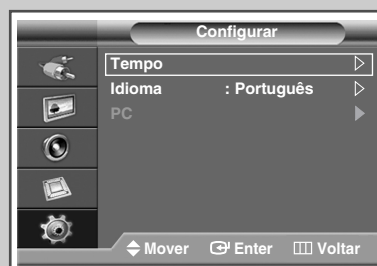 Configurar
Tempo
Idioma : Português
PC
Mover Enter Voltar